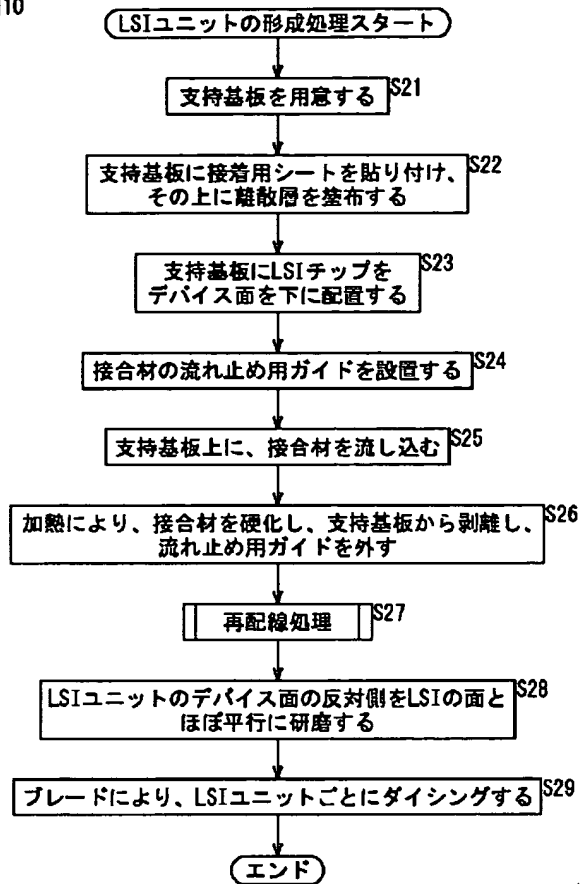 10
LSIユニットの形成処理スタート
支持基板を用意する
S21
支持基板に接着用シートを貼り付け、
その上に離散層を塗布する
S22
支持基板にLSIチップを
デバイス面を下に配置する
S23
接合材の流れ止め用ガイドを設置する
S24
支持基板上に、接合材を流し込む
S25
加熱により、接合材を硬化し、支持基板から剥離し、
流れ止め用ガイドを外す
S26
再配線処理
S27
LSIユニットのデバイス面の反対側をLSIの面と
ほぼ平行に研磨する
S28
ブレードにより、LSIユニットごとにダイシングする
S29
エンド